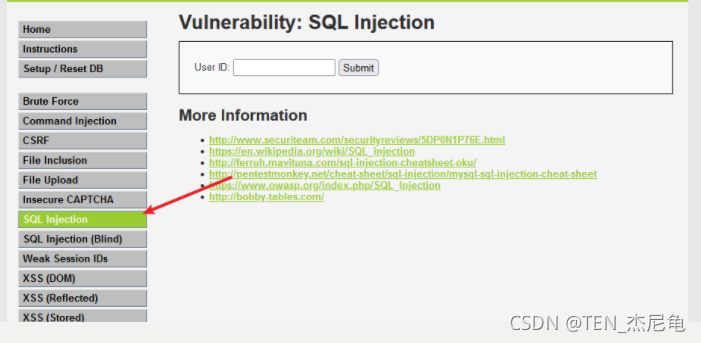 Vulnerability: SQL Injection
Home
Instructions
Setup / Reset DB
Brute Force
Command Injection
CSRF
File Inclusion
File Upload
Insecure CAPTCHA
SQL Injection
SQL Injection (Blind)
Weak Session IDs
XSS (DOM)
XSS (Reflected)
XSS (Stored)
User ID:
Submit
More Information
http://www.securiteam.com/securityreviews/5DP0N1P76E.html
https://en.wikipedia.org/wiki/SQL_injection
http://ferruh.mavituna.com/sql-injection-cheatsheet-oku/
http://pentestmonkey.net/cheat-sheet/sql-injection/mysql-sql-injection-cheat-sheet
https://www.owasp.org/index.php/SQL_Injection
http://bobby-tables.com/
CSDN @TEN_杰尼龟